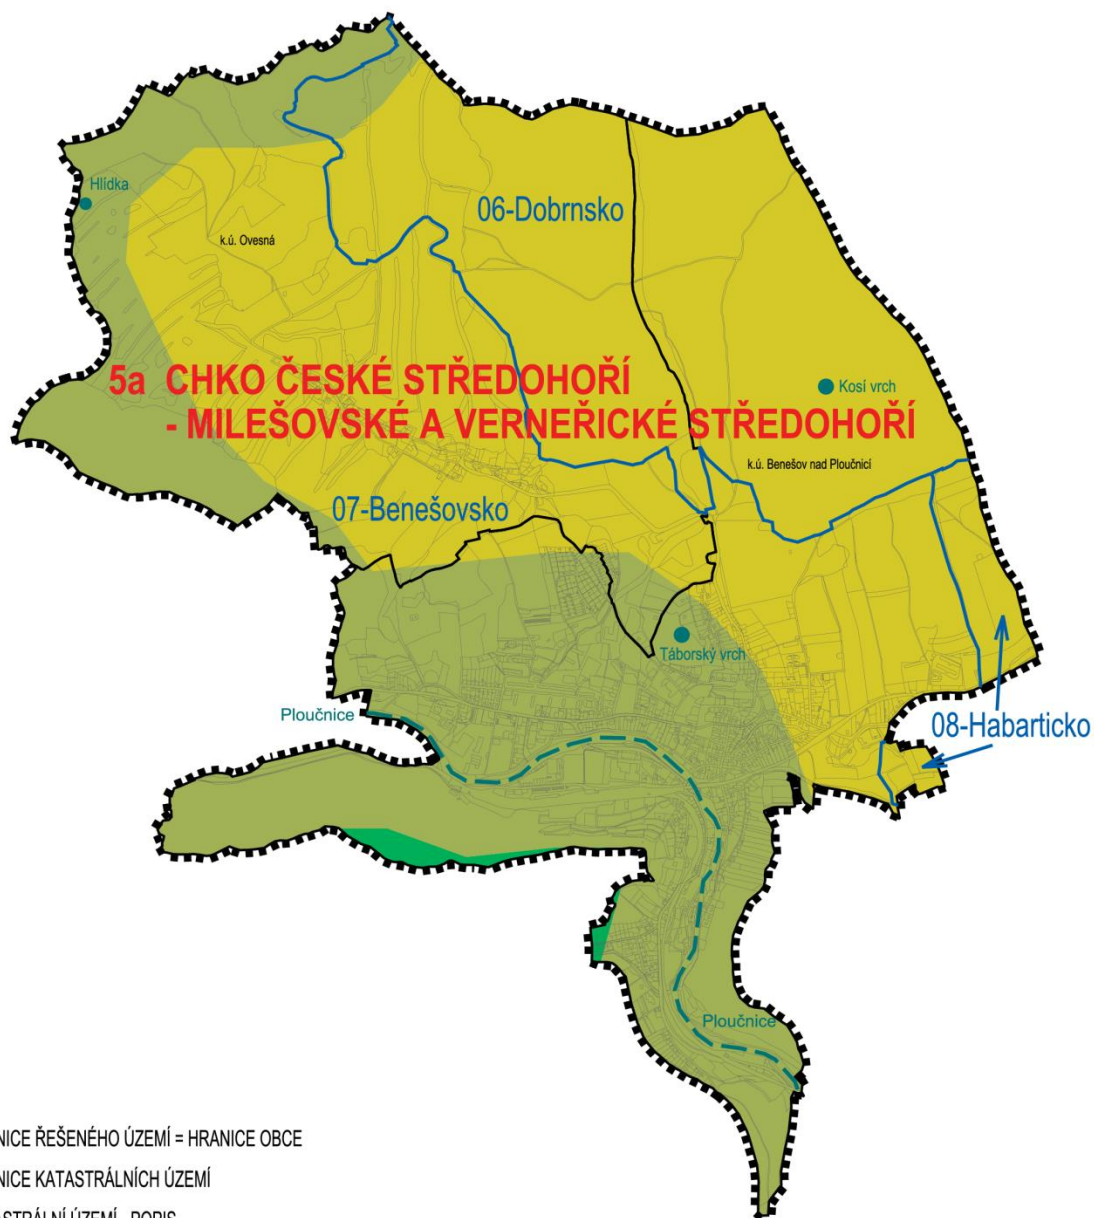 Hlídka
06-Dobrnsko
k.ú. Ovesná
5a CHKO ČESKÉ STŘEDOHOŘÍ
- MILEŠOVSKÉ A VERNEŘICKÉ STŘEDOHOŘÍ
Kosí vrch
k.ú. Benešov nad Ploučnicí
07-Benešovsko
Táborský vrch
Ploučnice
08-Habarticko
Ploučnice
NICE ŘEŠENÉHO ÚZEMÍ = HRANICE OBCE
NICE KATASTRÁLNÍCH ÚZEMÍ